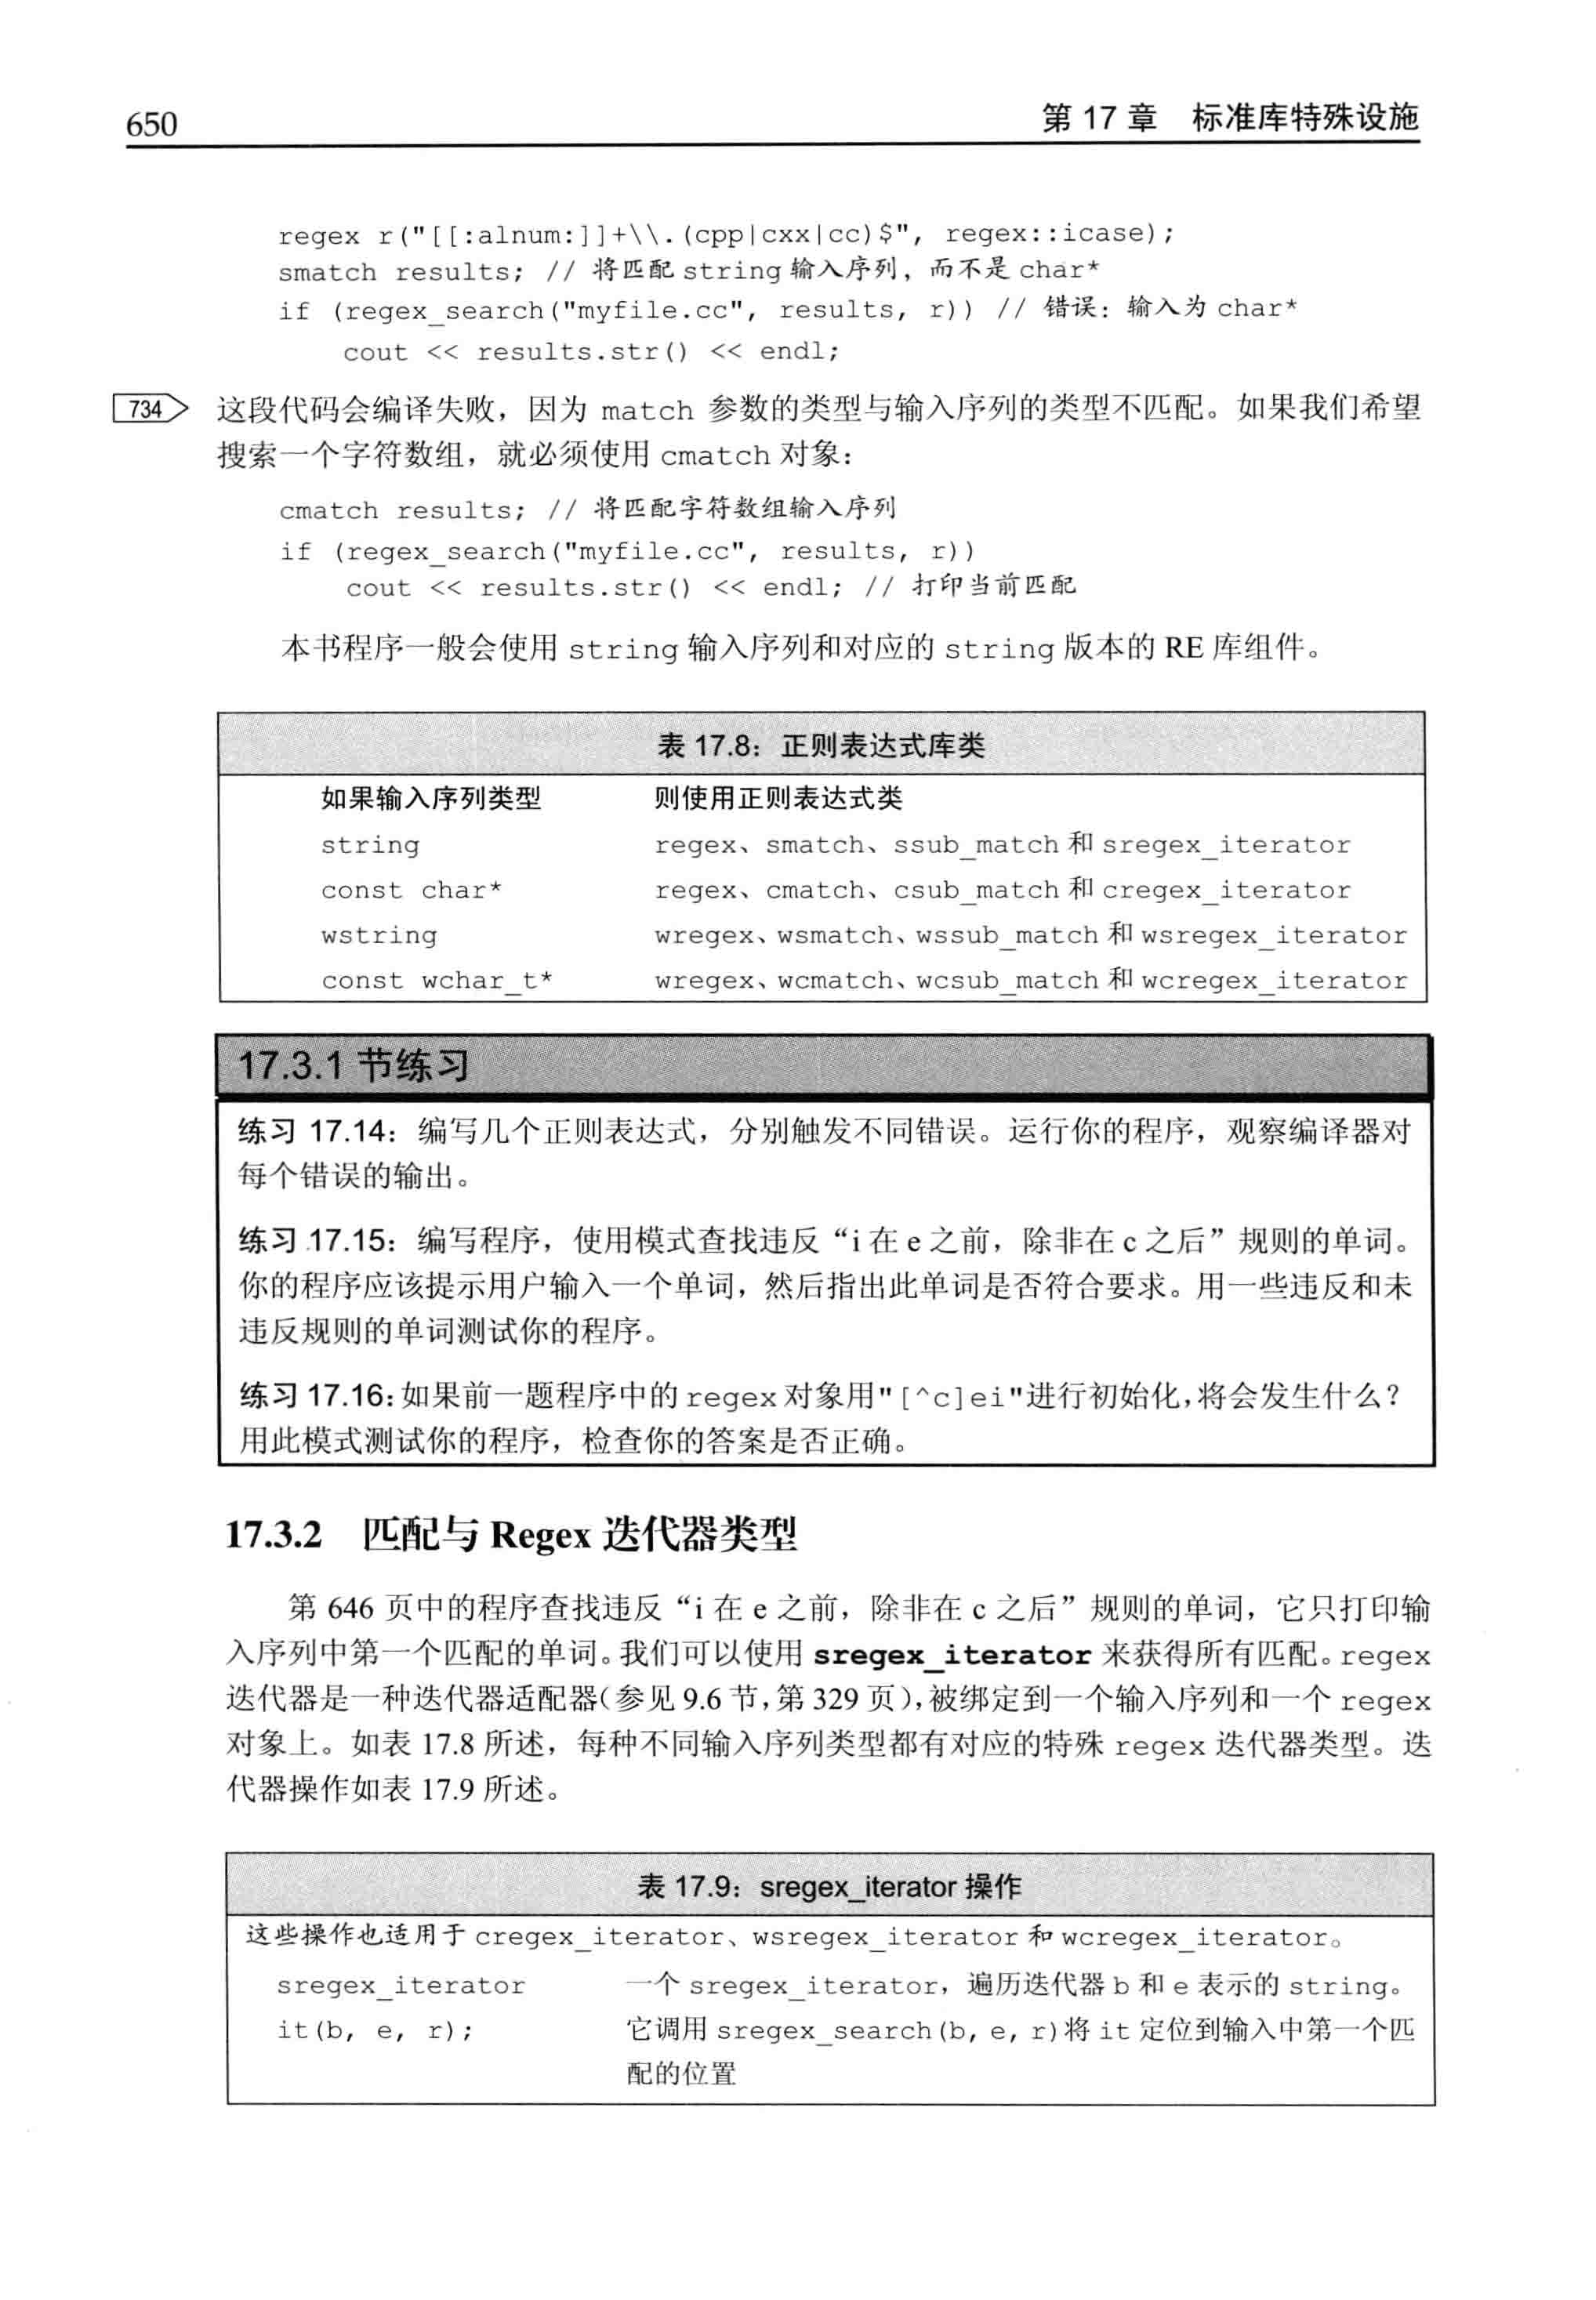 650
第 17 章 标准库特殊设施
regex r("[[:alnum:]]+\\.(cpp|cxx|cc)$", regex::icase);
smatch results; // 将匹配 string 输入序列，而不是 char*
if (regex_search("myfile.cc", results, r)) // 错误：输入为 char*
cout << results.str() << endl;
734
这段代码会编译失败，因为 match 参数的类型与输入序列的类型不匹配。如果我们希望
搜索一个字符数组，就必须使用 cmatch 对象：
cmatch results; // 将匹配字符数组输入序列
if (regex_search("myfile.cc", results, r))
cout << results.str() << endl; // 打印当前匹配
本书程序一般会使用 string 输入序列和对应的 string 版本的 RE 库组件。
表 17.8：正则表达式库类
如果输入序列类型 则使用正则表达式类
string regex、smatch、ssub_match 和 sregex_iterator
const char* regex、cmatch、csub_match 和 cregex_iterator
wstring wregex、wsmatch、wssub_match 和 wsregex_iterator
const wchar_t* wregex、wcmatch、wcsub_match 和 wcregex_iterator
17.3.1 节练习
练习 17.14：编写几个正则表达式，分别触发不同错误。运行你的程序，观察编译器对
每个错误的输出。
练习 17.15：编写程序，使用模式查找违反“i 在 e 之前，除非在 c 之后”规则的单词。
你的程序应该提示用户输入一个单词，然后指出此单词是否符合要求。用一些违反和未
违反规则的单词测试你的程序。
练习 17.16：如果前一题程序中的 regex 对象用"[^c]ei"进行初始化，将会发生什么？
用此模式测试你的程序，检查你的答案是否正确。
17.3.2 匹配与 Regex 迭代器类型
第 646 页中的程序查找违反“i 在 e 之前，除非在 c 之后”规则的单词，它只打印输
入序列中第一个匹配的单词。我们可以使用 sregex_iterator 来获得所有匹配。regex
迭代器是一种迭代器适配器（参见 9.6 节，第 329 页），被绑定到一个输入序列和一个 regex
对象上。如表 17.8 所述，每种不同输入序列类型都有对应的特殊 regex 迭代器类型。迭
代器操作如表 17.9 所述。
表 17.9：sregex_iterator 操作
这些操作也适用于 cregex_iterator、wsregex_iterator 和 wcregex_iterator。
sregex_iterator 一个 sregex_iterator，遍历迭代器 b 和 e 表示的 string。
it(b, e, r); 它调用 sregex_search(b, e, r)将 it 定位到输入中第一个匹
配的位置